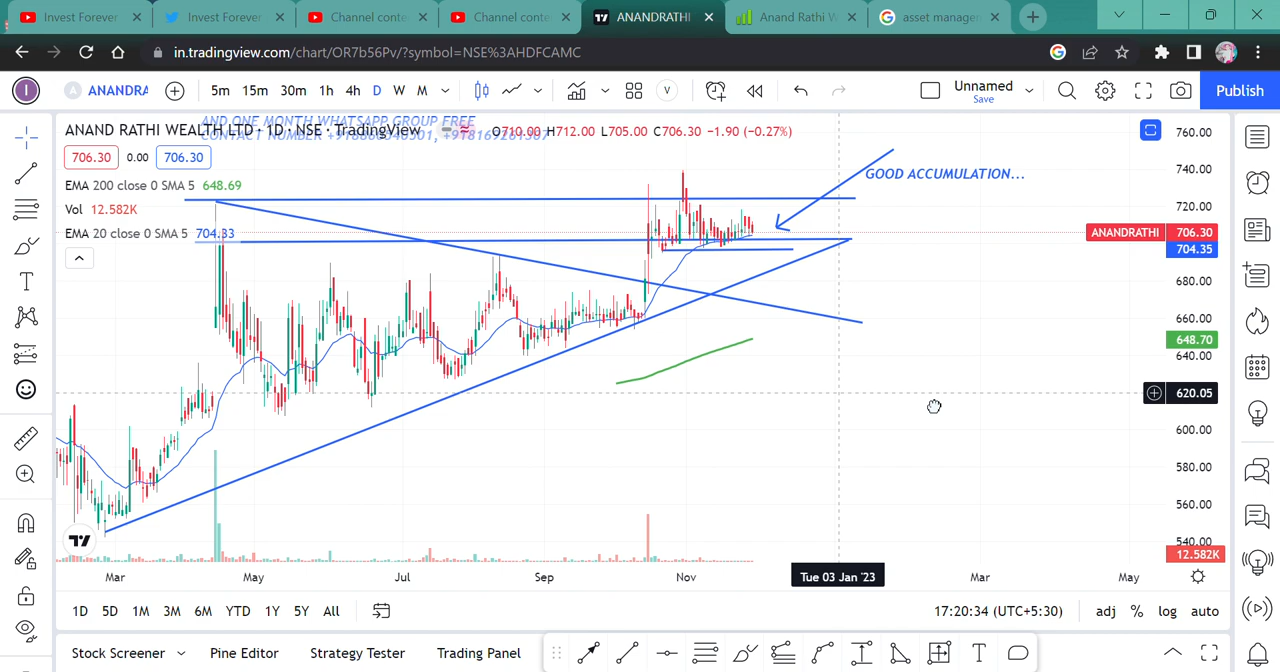 Invest Forever
Invest Forever
Channel conte
Channel conte
ANANDRATHI
Anand Rathi W
asset manager
in.tradingview.com/chart/OR7b56Pv/?symbol=NSE%3AHDFCAMC
I
A ANANDRA
5m 15m 30m 1h 4h D W M
V
Unnamed
Save
Publish
AND ONE MONTH WHATSAPP GROUP FREE
ANAND RATHI WEALTH LTD · 1D · NSE · TradingView
O710.00 H712.00 L705.00 C706.30 −1.90 (−0.27%)
706.30 0.00 706.30
EMA 200 close 0 SMA 5 648.69
Vol 12.582K
EMA 20 close 0 SMA 5 704.33
GOOD ACCUMULATION...
760.00
740.00
720.00
ANANDRATHI 706.30
704.35
680.00
660.00
648.70
640.00
620.05
600.00
580.00
560.00
540.00
12.582K
Mar May Jul Sep Nov Tue 03 Jan '23 Mar May
1D 5D 1M 3M 6M YTD 1Y 5Y All
17:20:34 (UTC+5:30) adj % log auto
Stock Screener Pine Editor Strategy Tester Trading Panel